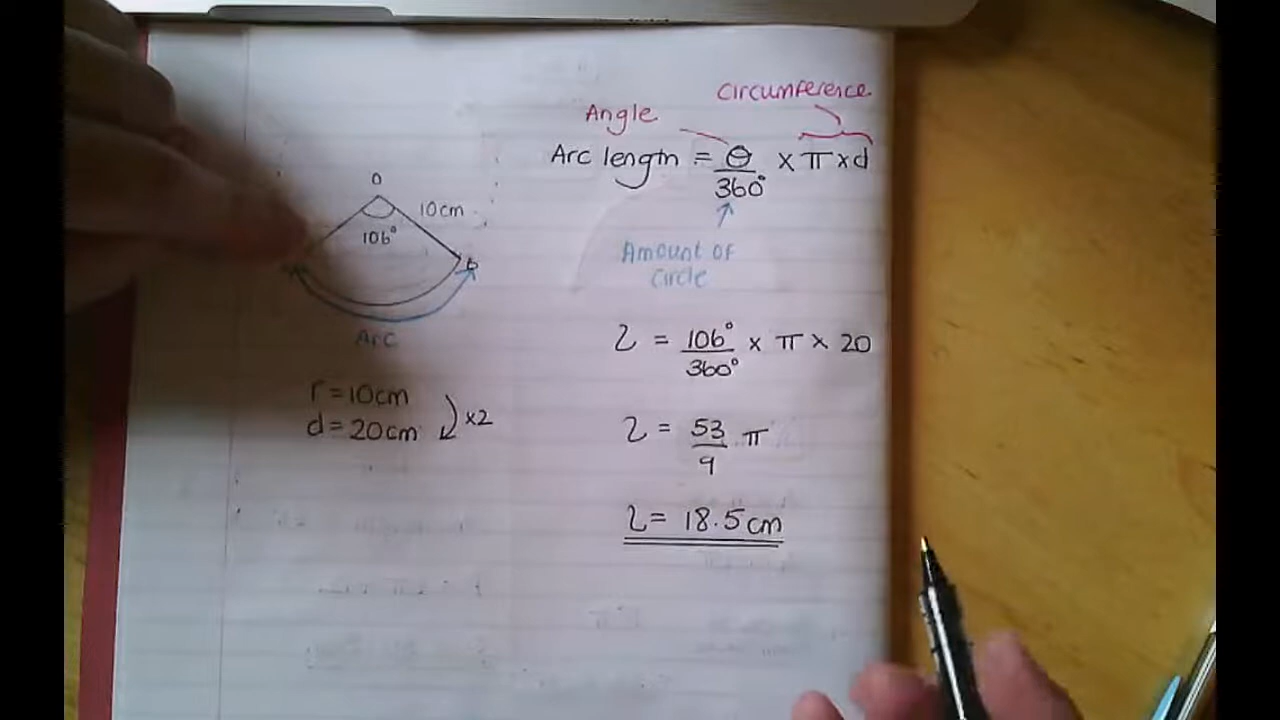 Circumference
Angle
Arc length = θ/360° × π × d
Amount of
circle
O
10cm
106°
b
Arc
r = 10cm
d = 20cm
×2
l = 106°/360° × π × 20
l = 53/9 π
l = 18.5cm